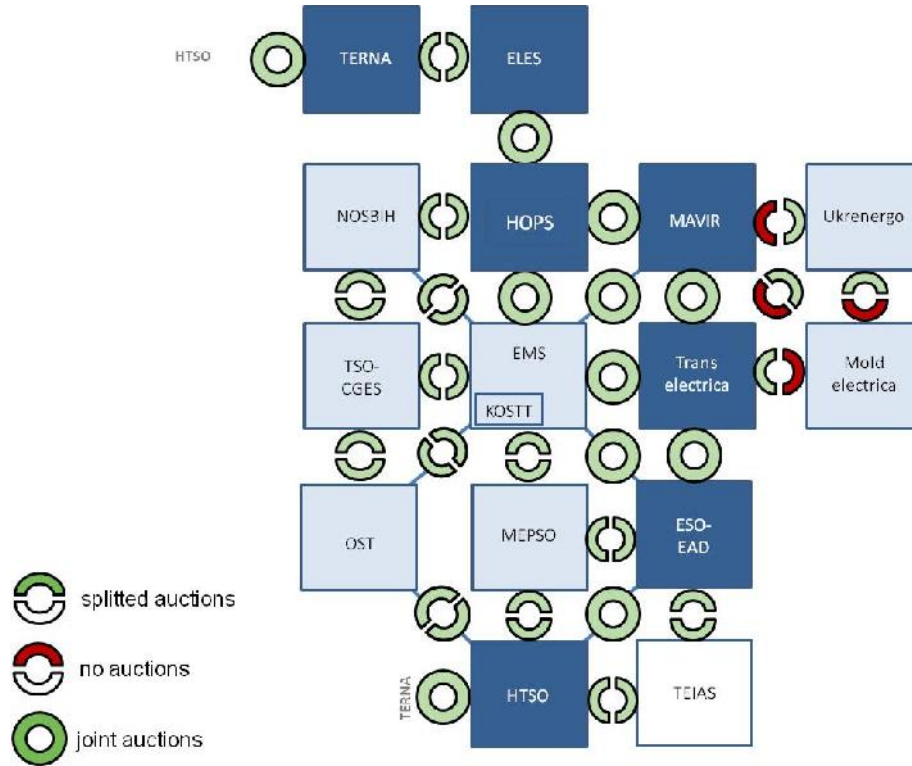 HTSO
TERNA
ELES
NOSBIH
HOPS
MAVIR
Ukrenergo
TSO-
CGES
EMS
KOSTT
Trans
electrica
Mold
electrica
OST
MEPSO
ESO-
EAD
splitted auctions
no auctions
joint auctions
TERNA
HTSO
TEIAS